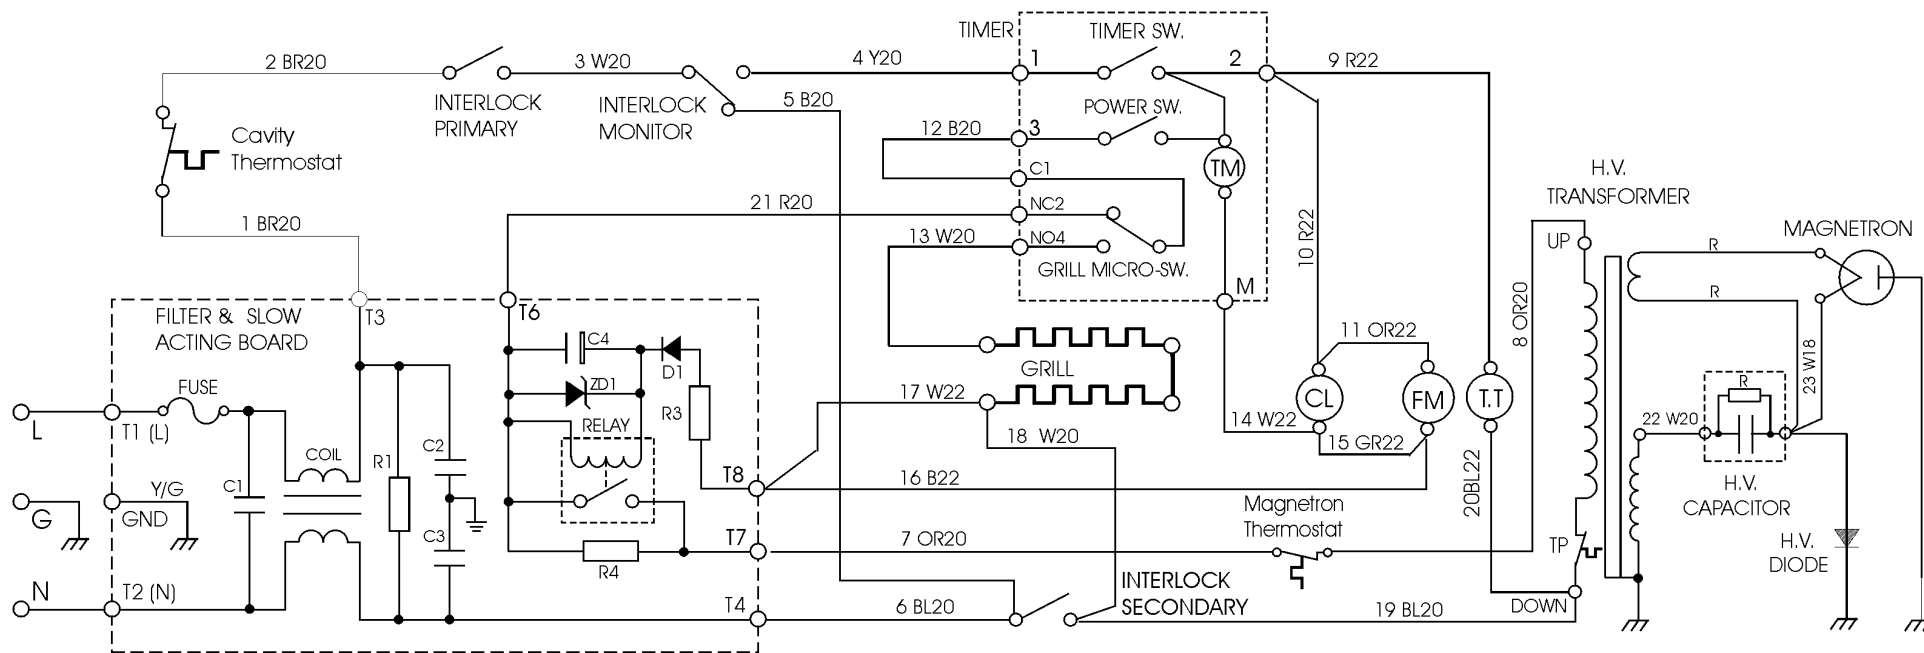 TIMER
TIMER SW.
2 BR20
3 W20
4 Y20
1
2
9 R22
INTERLOCK
PRIMARY
INTERLOCK
MONITOR
5 B20
POWER SW.
12 B20
3
Cavity
Thermostat
C1
TM
H.V.
TRANSFORMER
21 R20
NC2
1 BR20
13 W20
NO4
GRILL MICRO-SW.
10 R22
UP
MAGNETRON
R
R
M
8 OR20
FILTER & SLOW
ACTING BOARD
T3
T6
C4
D1
11 OR22
GRILL
FUSE
ZD1
R3
17 W22
CL
FM
T.T
R
23 W18
L
T1 (L)
RELAY
14 W22
15 GR22
22 W20
18 W20
COIL
R1
C2
C1
T8
16 B22
20BL22
H.V.
CAPACITOR
G
Y/G
GND
Magnetron
Thermostat
C3
T7
7 OR20
TP
H.V.
DIODE
R4
N
T2 (N)
T4
6 BL20
INTERLOCK
SECONDARY
19 BL20
DOWN